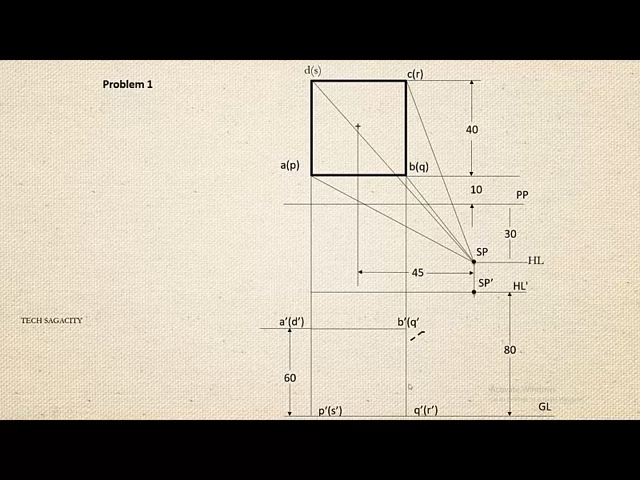 d(s)
c(r)
Problem 1
40
a(p)
b(q)
10
PP
30
SP
HL
45
SP'
HL'
TECH SAGACITY
a'(d')
b'(q'
80
60
GL
p'(s')
q'(r')